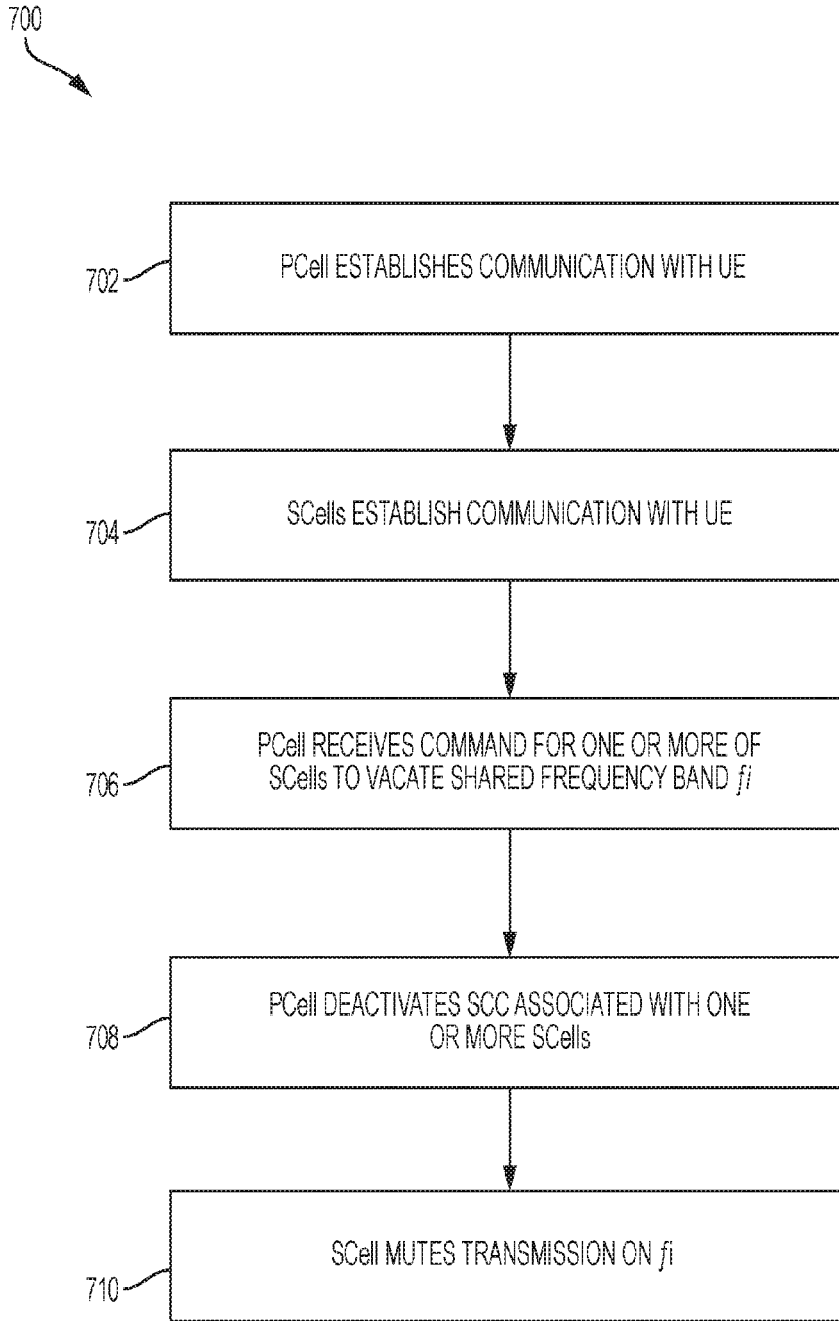 700
702
PCell ESTABLISHES COMMUNICATION WITH UE
704
SCells ESTABLISH COMMUNICATION WITH UE
706
PCell RECEIVES COMMAND FOR ONE OR MORE OF
SCells TO VACATE SHARED FREQUENCY BAND ƒi
708
PCell DEACTIVATES SCC ASSOCIATED WITH ONE
OR MORE SCells
710
SCell MUTES TRANSMISSION ON ƒi